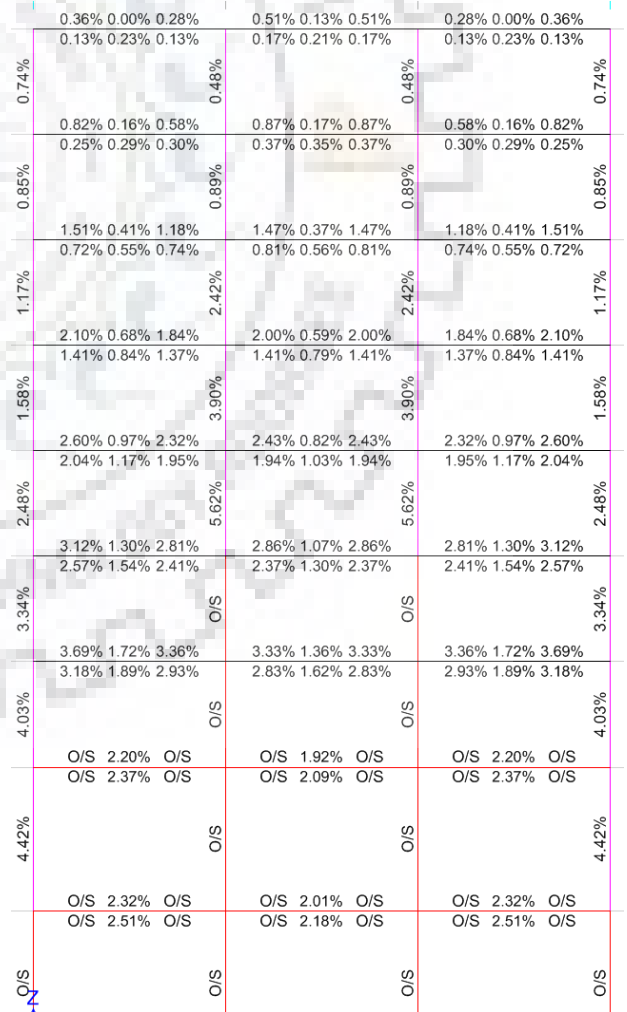 0.36% 0.00% 0.28% 0.51% 0.13% 0.51% 0.28% 0.00% 0.36%
0.13% 0.23% 0.13% 0.17% 0.21% 0.17% 0.13% 0.23% 0.13%
0.74% 0.48% 0.48% 0.74%
0.82% 0.16% 0.58% 0.87% 0.17% 0.87% 0.58% 0.16% 0.82%
0.25% 0.29% 0.30% 0.37% 0.35% 0.37% 0.30% 0.29% 0.25%
0.85% 0.89% 0.89% 0.85%
1.51% 0.41% 1.18% 1.47% 0.37% 1.47% 1.18% 0.41% 1.51%
0.72% 0.55% 0.74% 0.81% 0.56% 0.81% 0.74% 0.55% 0.72%
1.17% 2.42% 2.42% 1.17%
2.10% 0.68% 1.84% 2.00% 0.59% 2.00% 1.84% 0.68% 2.10%
1.41% 0.84% 1.37% 1.41% 0.79% 1.41% 1.37% 0.84% 1.41%
1.58% 3.90% 3.90% 1.58%
2.60% 0.97% 2.32% 2.43% 0.82% 2.43% 2.32% 0.97% 2.60%
2.04% 1.17% 1.95% 1.94% 1.03% 1.94% 1.95% 1.17% 2.04%
2.48% 5.62% 5.62% 2.48%
3.12% 1.30% 2.81% 2.86% 1.07% 2.86% 2.81% 1.30% 3.12%
2.57% 1.54% 2.41% 2.37% 1.30% 2.37% 2.41% 1.54% 2.57%
3.34% O/S O/S 3.34%
3.69% 1.72% 3.36% 3.33% 1.36% 3.33% 3.36% 1.72% 3.69%
3.18% 1.89% 2.93% 2.83% 1.62% 2.83% 2.93% 1.89% 3.18%
4.03% O/S O/S 4.03%
O/S 2.20% O/S O/S 1.92% O/S O/S 2.20% O/S
O/S 2.37% O/S O/S 2.09% O/S O/S 2.37% O/S
4.42% O/S O/S 4.42%
O/S 2.32% O/S O/S 2.01% O/S O/S 2.32% O/S
O/S 2.51% O/S O/S 2.18% O/S O/S 2.51% O/S
O/S O/S O/S O/S
Z